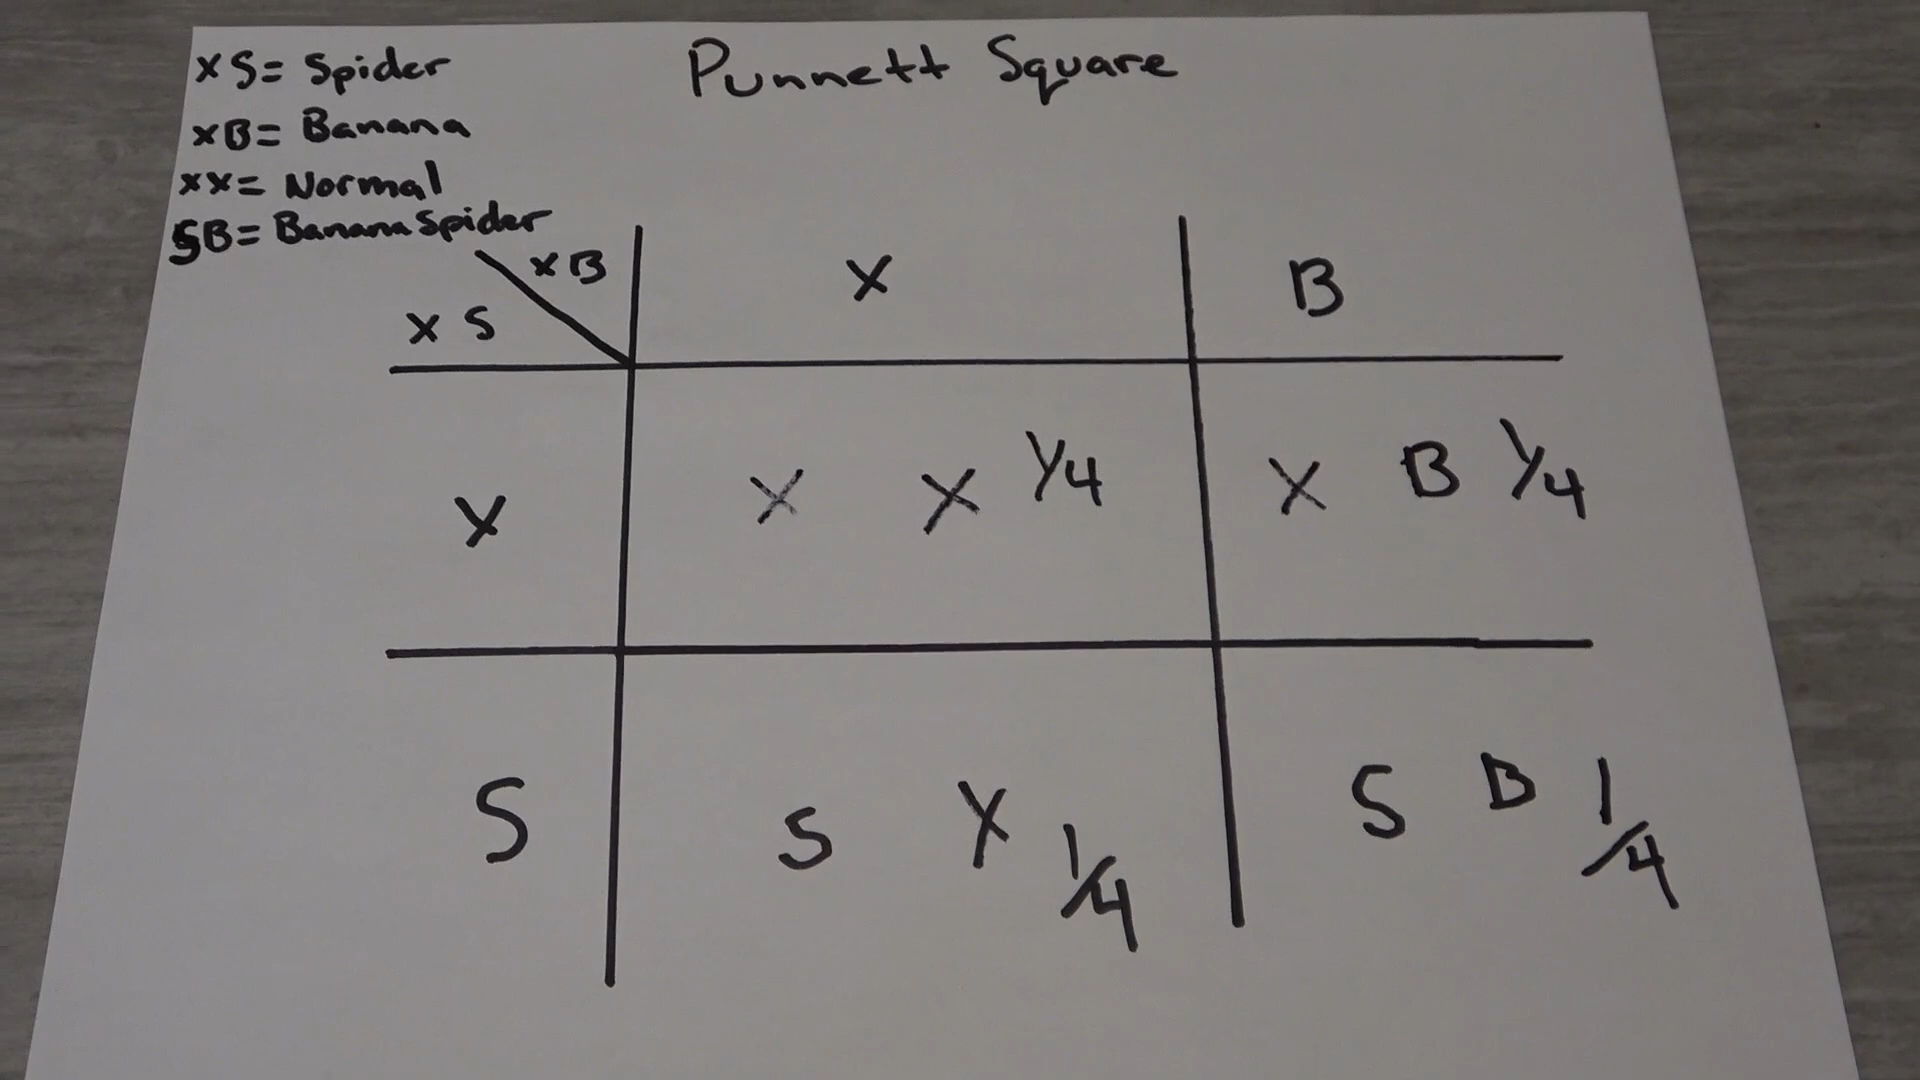 Punnett Square
XS= Spider
XB= Banana
XX= Normal
SB= Banana Spider
XB
X S
X B
X X X 1/4 X B 1/4
S S X 1/4 S B 1/4